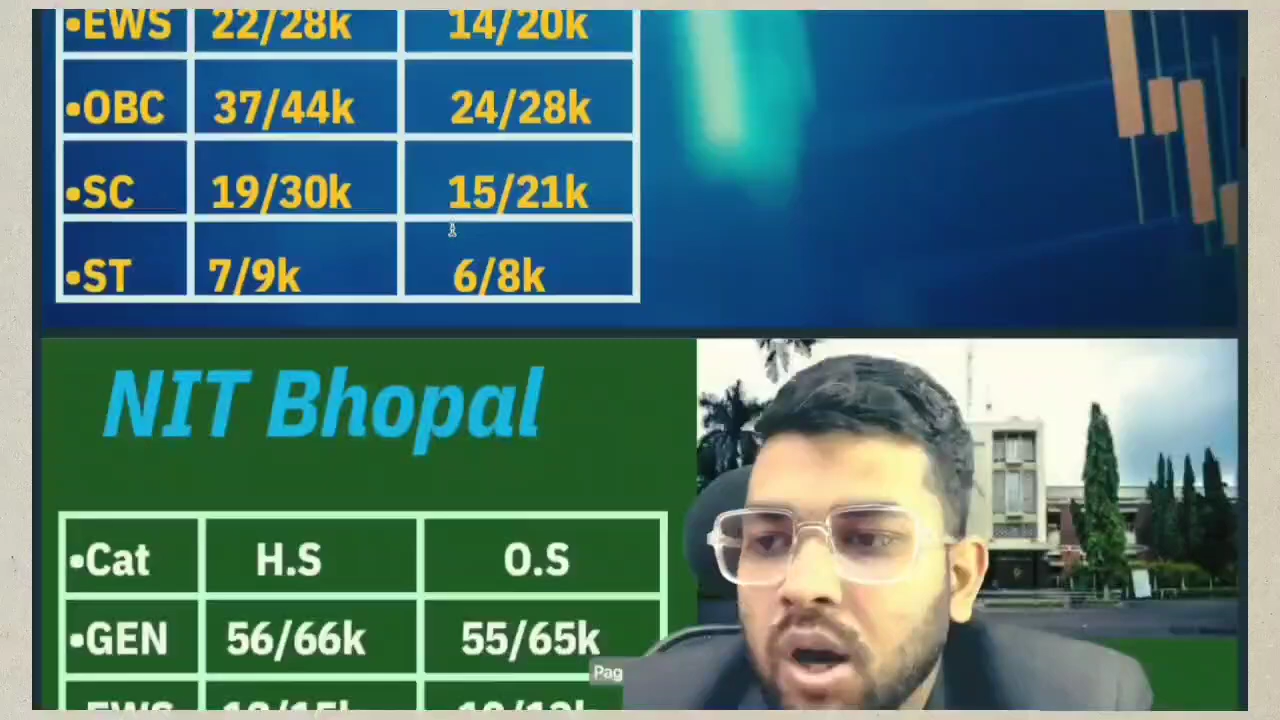 •EWS 22/28k 14/20k
•OBC 37/44k 24/28k
•SC 19/30k 15/21k
•ST 7/9k 6/8k
NIT Bhopal
•Cat H.S O.S
•GEN 56/66k 55/65k
Pag